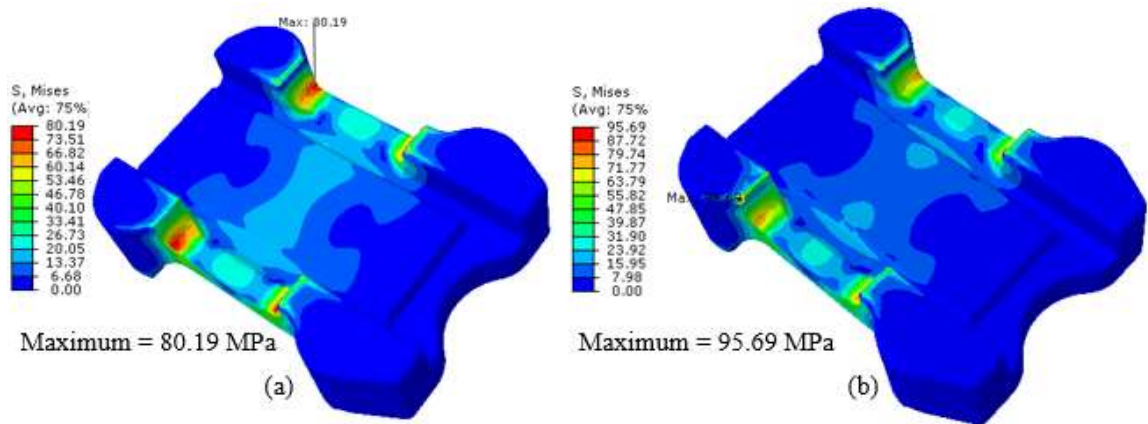 Max: 80.19
S, Mises
(Avg: 75%
80.19
73.51
66.82
60.14
53.46
46.78
40.10
33.41
26.73
20.05
13.37
6.68
0.00
Maximum = 80.19 MPa
(a)
S, Mises
(Avg: 75%
95.69
87.72
79.74
71.77
63.79
55.82
47.85
39.87
31.90
23.92
15.95
7.98
0.00
Max:
Maximum = 95.69 MPa
(b)